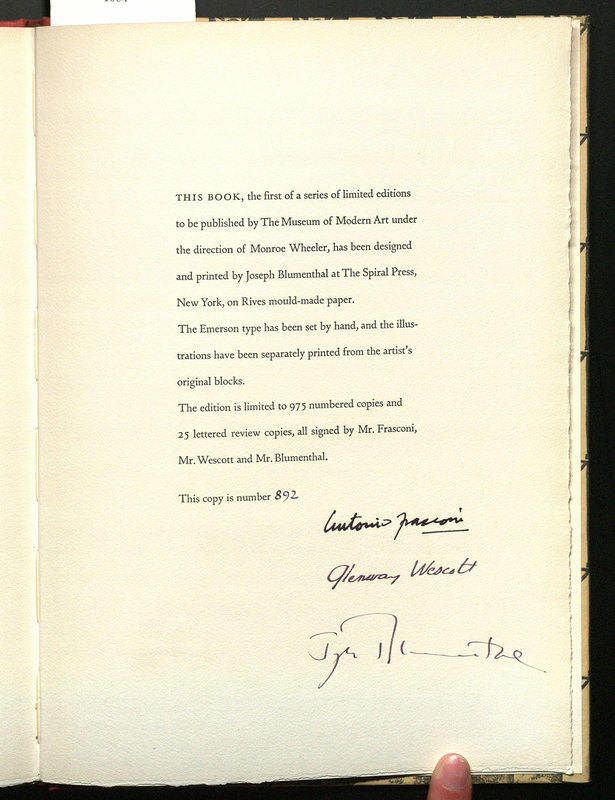 THIS BOOK, the first of a series of limited editions
to be published by The Museum of Modern Art under
the direction of Monroe Wheeler, has been designed
and printed by Joseph Blumenthal at The Spiral Press,
New York, on Rives mould-made paper.
The Emerson type has been set by hand, and the illus-
trations have been separately printed from the artist's
original blocks.
The edition is limited to 975 numbered copies and
25 lettered review copies, all signed by Mr. Frasconi,
Mr. Wescott and Mr. Blumenthal.
This copy is number 892
Antonio Frasconi
Glenway Wescott
Joseph Blumenthal